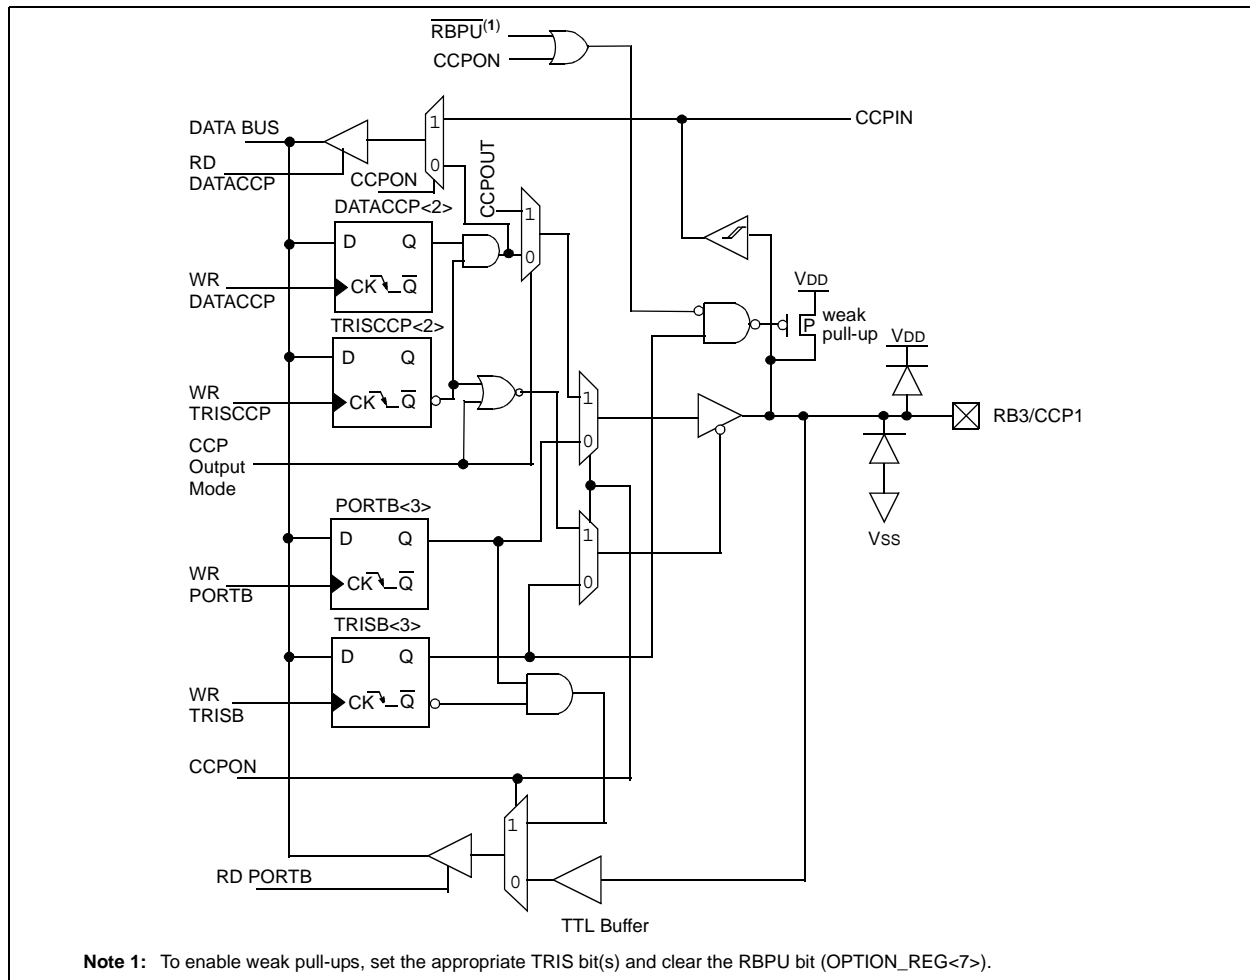 RBPU(1)
CCPON
DATA BUS
1
CCPIN
RD
DATACCP
0
CCPON
CCPOUT
DATACCP<2>
1
D Q
0
WR
DATACCP
CK Q
VDD
P
weak
pull-up
TRISCCP<2>
VDD
D Q
WR
TRISCCP
CK Q
1
RB3/CCP1
0
CCP
Output
Mode
PORTB<3>
VSS
D Q
1
WR
PORTB
CK Q
0
TRISB<3>
D Q
WR
TRISB
CK Q
CCPON
1
RD PORTB
0
TTL Buffer
Note 1: To enable weak pull-ups, set the appropriate TRIS bit(s) and clear the RBPU bit (OPTION_REG<7>).